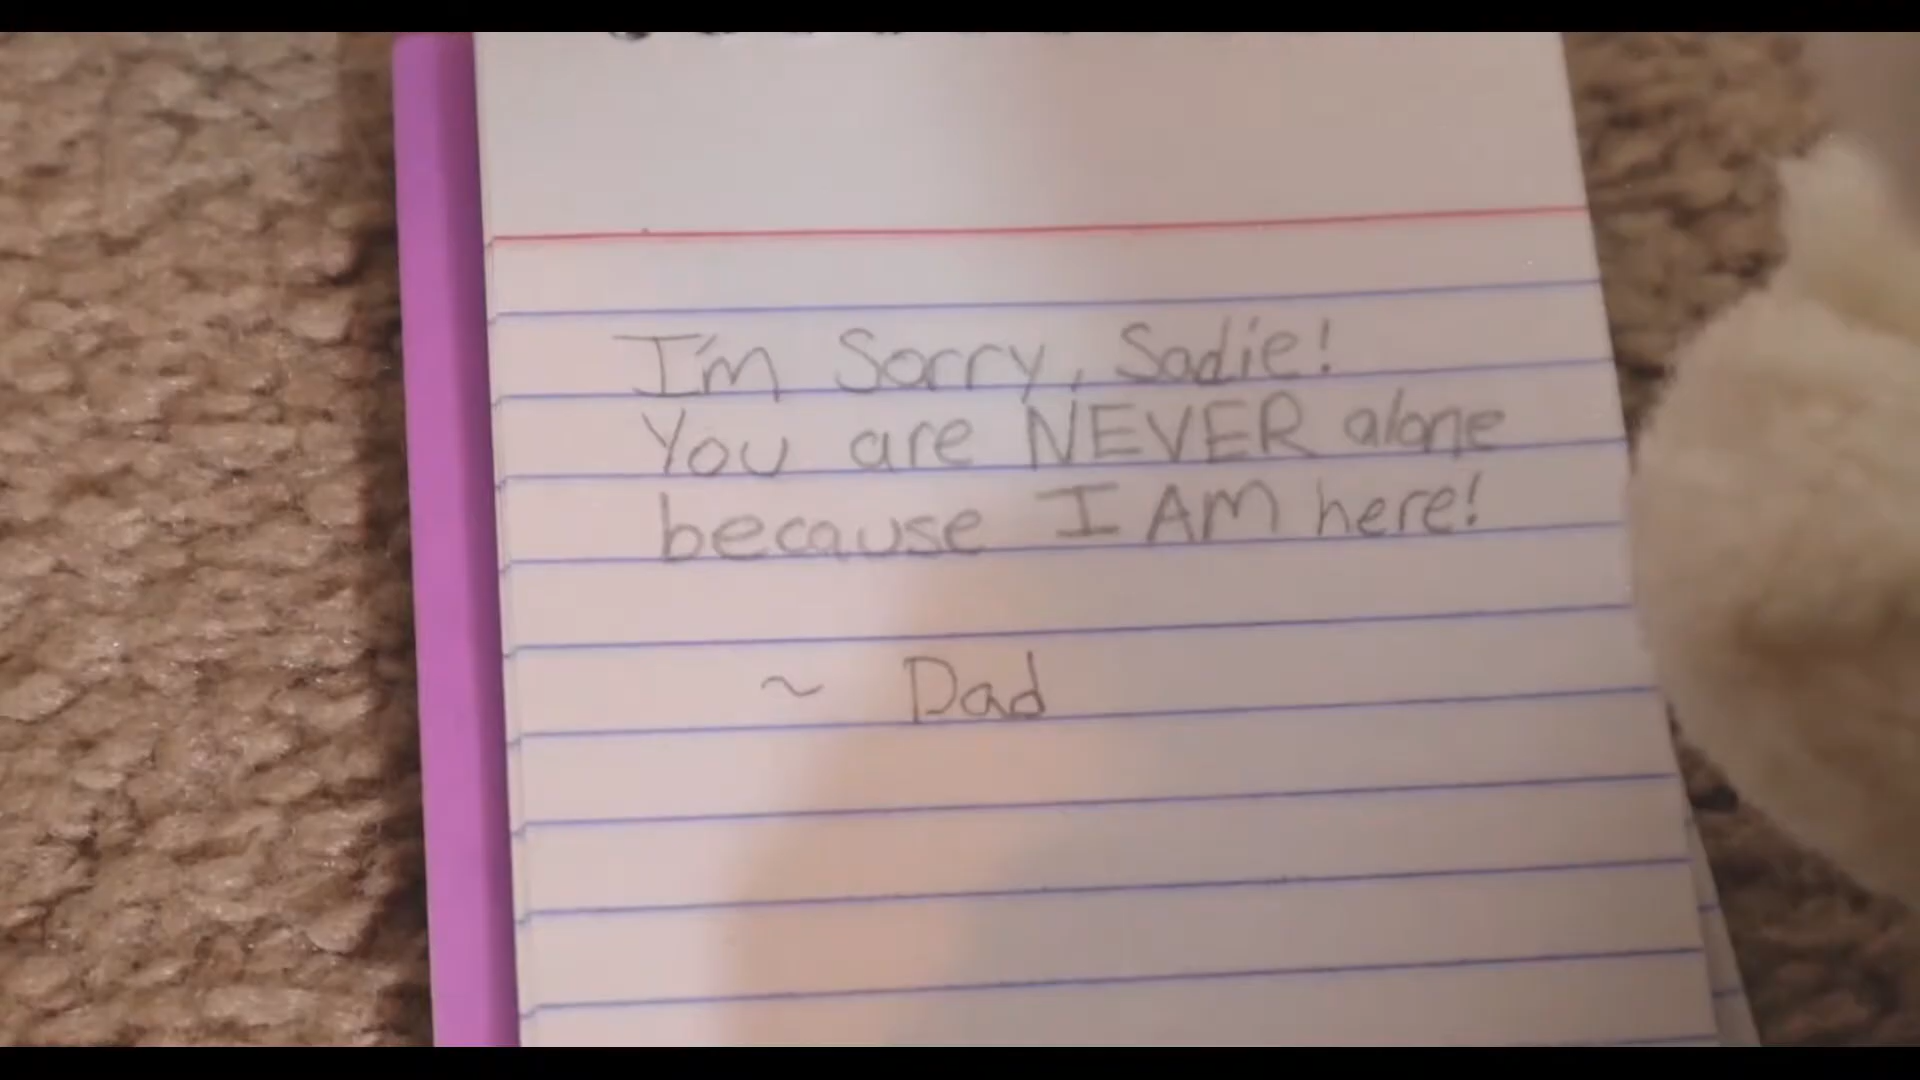 I'm Sorry, Sadie!
You are NEVER alone
because I AM here!
~ Dad